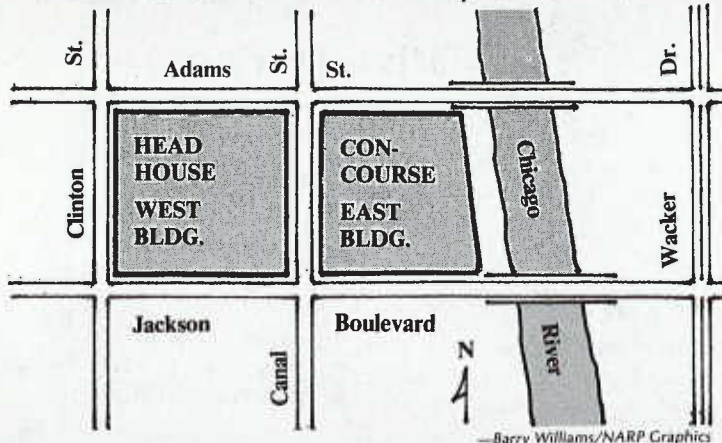 St.
Adams
St.
St.
Dr.
HEAD
HOUSE
WEST
BLDG.
CON-
COURSE
EAST
BLDG.
Clinton
Chicago
Wacker
Jackson
Boulevard
Canal
N
River
—Barry Williams/NARP Graphics